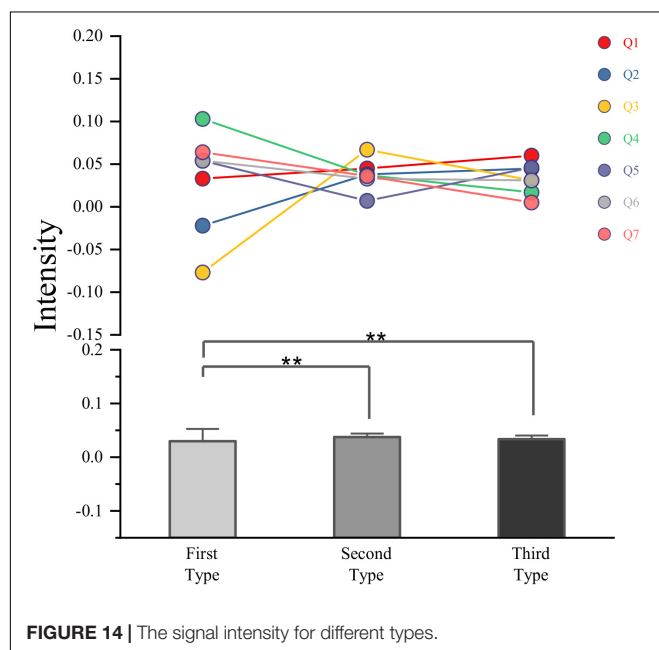 0.20
0.15
0.10
0.05
0.00
-0.05
-0.10
-0.15
Intensity
Q1
Q2
Q3
Q4
Q5
Q6
Q7
0.2
0.1
0.0
-0.1
**
**
First
Type
Second
Type
Third
Type
FIGURE 14 | The signal intensity for different types.